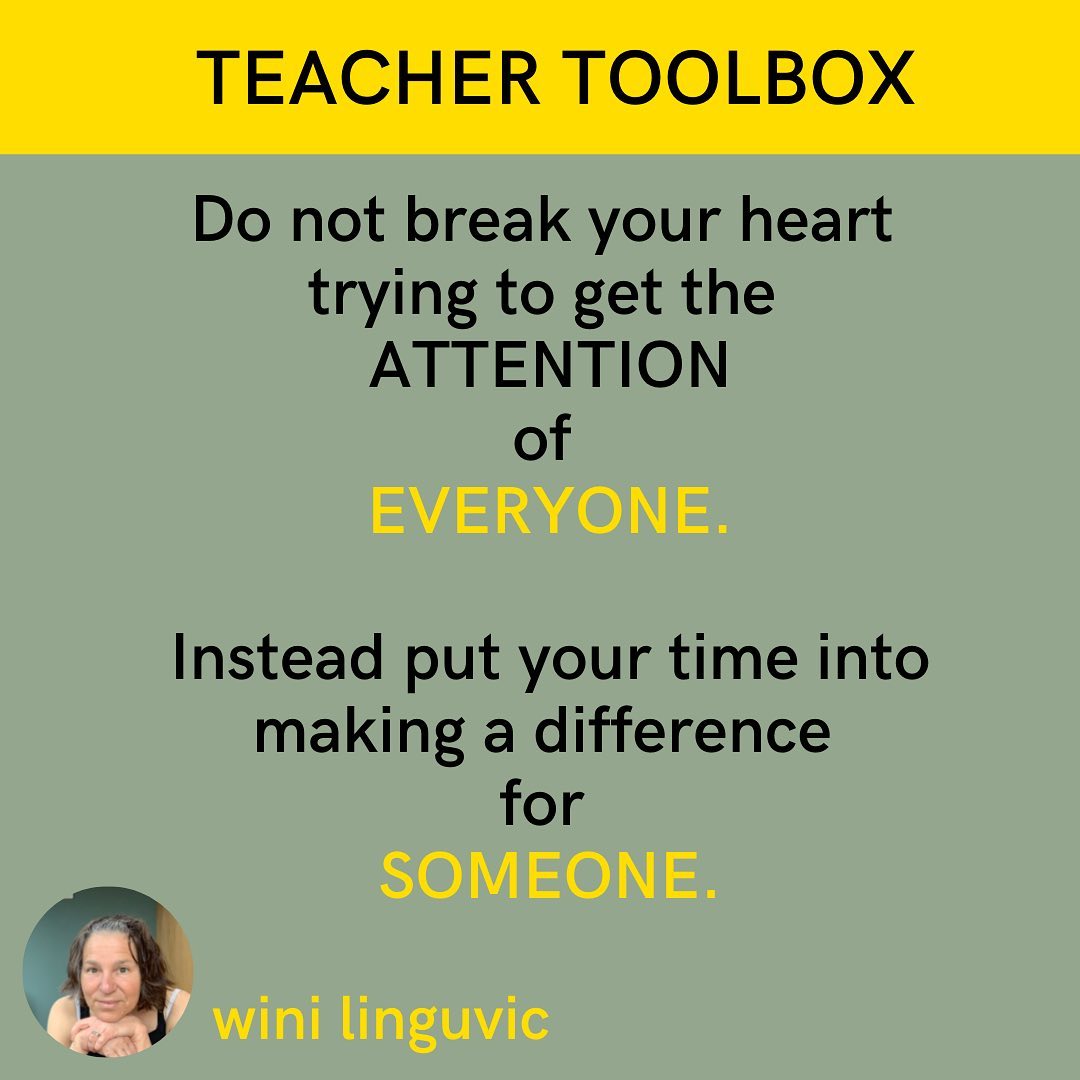 TEACHER TOOLBOX
Do not break your heart
trying to get the
ATTENTION
of
EVERYONE.
Instead put your time into
making a difference
for
SOMEONE.
wini linguvic